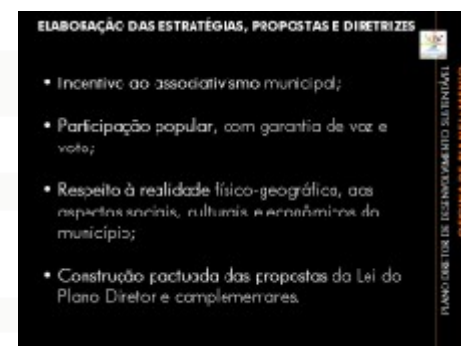 ELABORAÇÃO DAS ESTRATÉGIAS, PROPOSTAS E DIRETRIZES
• Incentivo ao associativismo municipal;
• Participação popular, com garantia de voz e
voto;
• Respeito à realidade físico-geográfica, aos
aspectos sociais, culturais e econômicos do
município;
• Construção pactuada das propostas da Lei do
Plano Diretor e complementares.
PLANO DIRETOR DE DESENVOLVIMENTO SUSTENTÁVEL